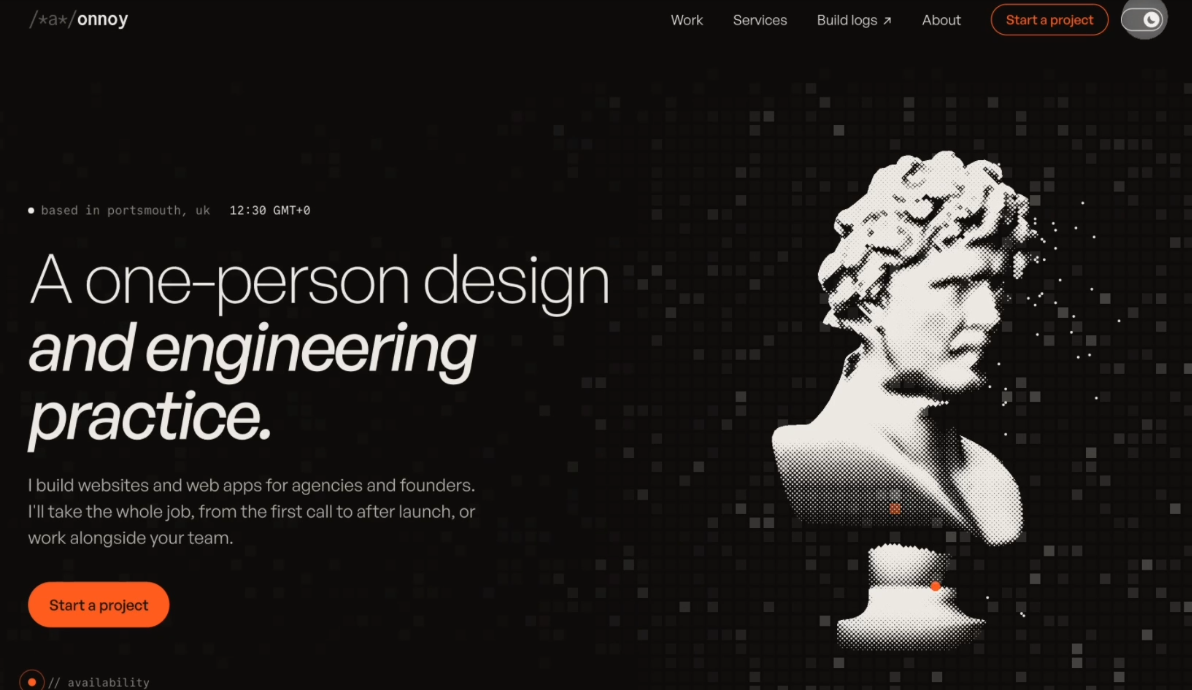 /*a*/onnoy
Work Services Build logs ↗ About Start a project
based in portsmouth, uk 12:30 GMT+0
A one-person design
and engineering
practice.
I build websites and web apps for agencies and founders.
I'll take the whole job, from the first call to after launch, or
work alongside your team.
Start a project
// availability